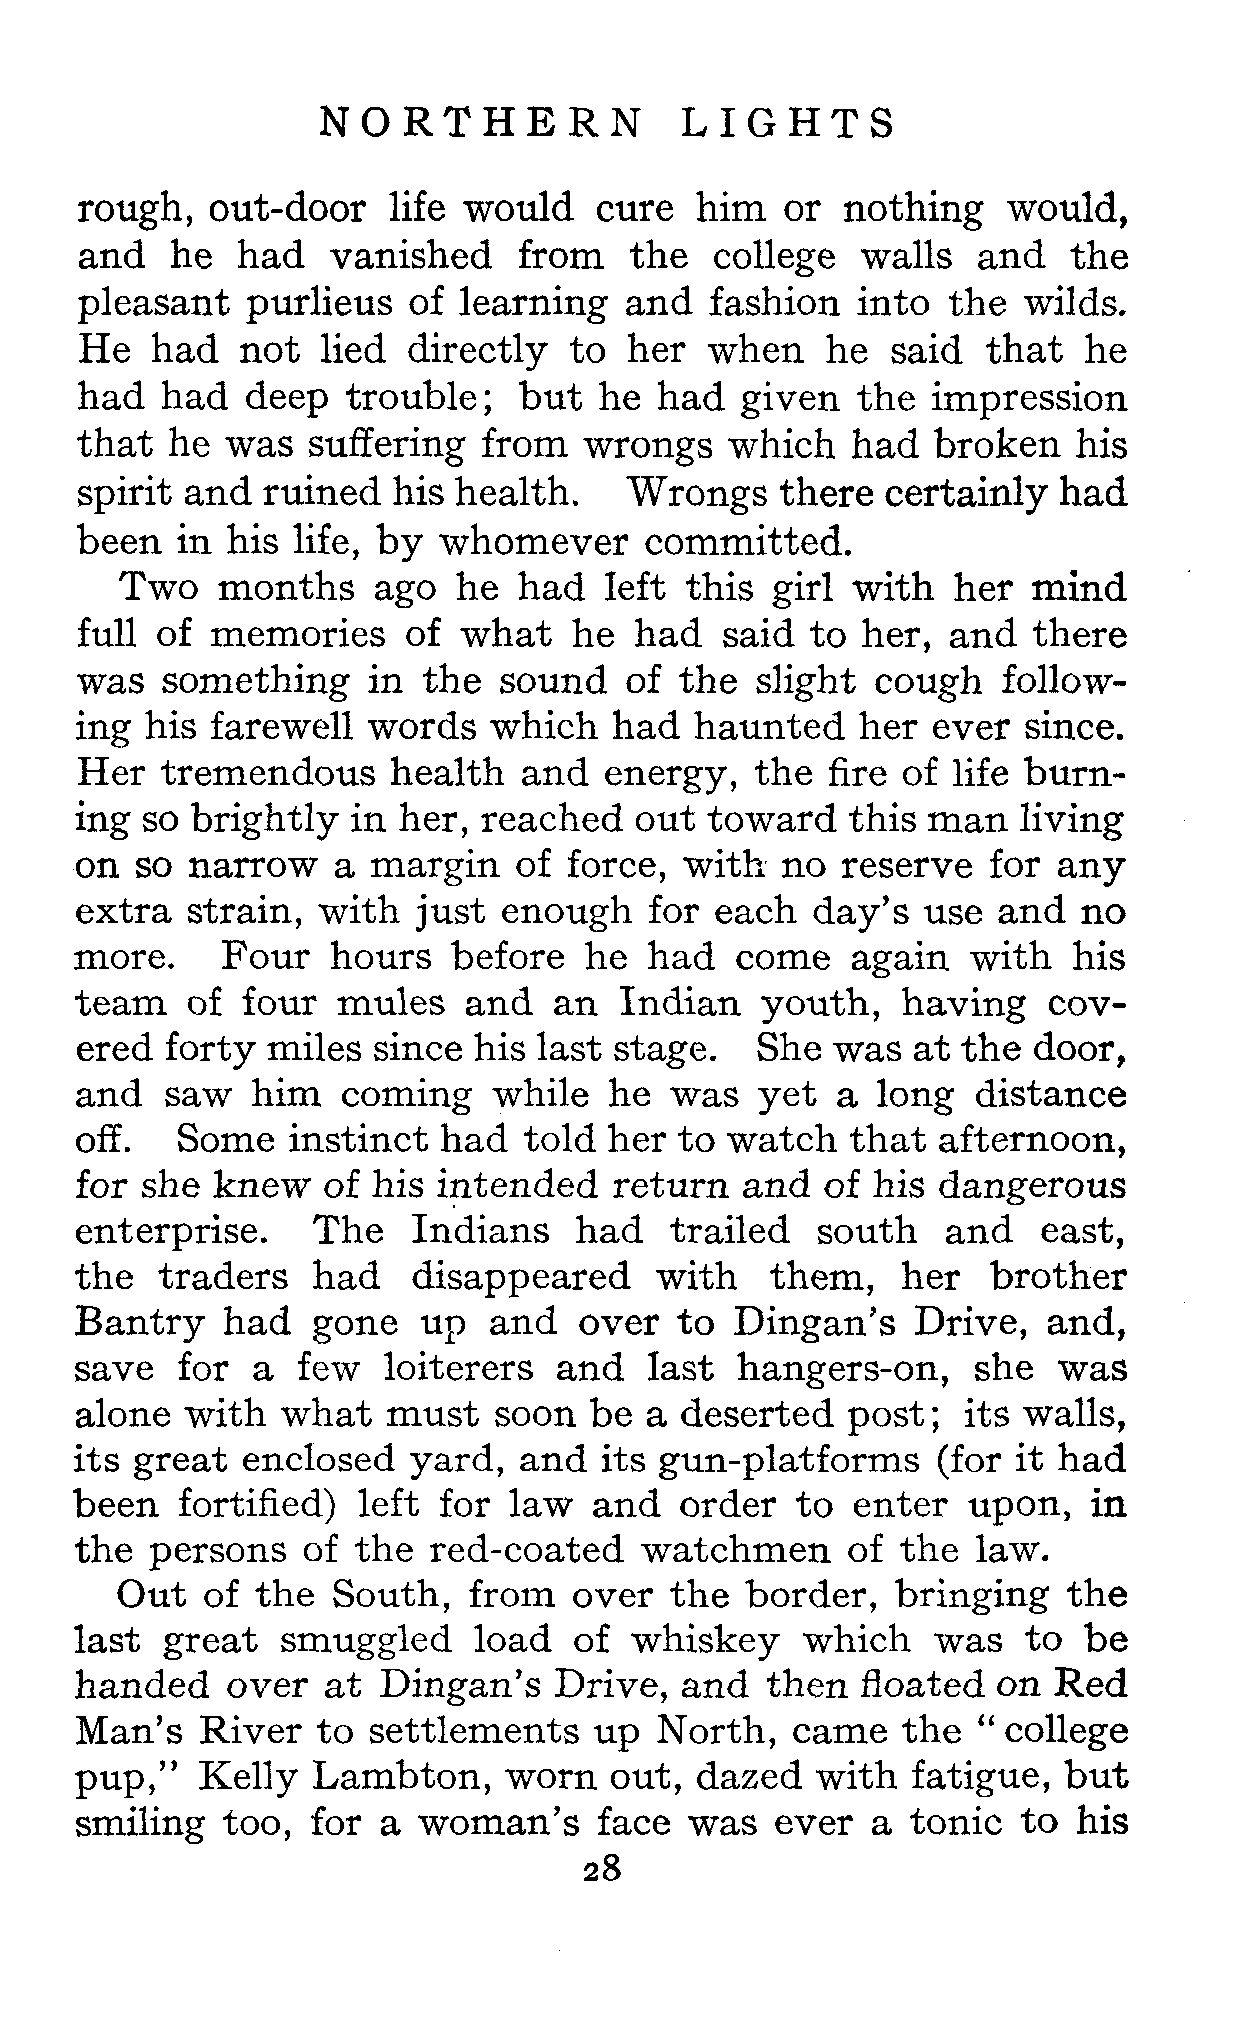 NORTHERN LIGHTS
rough, out-door life would cure him or nothing would,
and he had vanished from the college walls and the
pleasant purlieus of learning and fashion into the wilds.
He had not lied directly to her when he said that he
had had deep trouble; but he had given the impression
that he was suffering from wrongs which had broken his
spirit and ruined his health. Wrongs there certainly had
been in his life, by whomever committed.
Two months ago he had left this girl with her mind
full of memories of what he had said to her, and there
was something in the sound of the slight cough follow-
ing his farewell words which had haunted her ever since.
Her tremendous health and energy, the fire of life burn-
ing so brightly in her, reached out toward this man living
on so narrow a margin of force, with no reserve for any
extra strain, with just enough for each day's use and no
more. Four hours before he had come again with his
team of four mules and an Indian youth, having cov-
ered forty miles since his last stage. She was at the door,
and saw him coming while he was yet a long distance
off. Some instinct had told her to watch that afternoon,
for she knew of his intended return and of his dangerous
enterprise. The Indians had trailed south and east,
the traders had disappeared with them, her brother
Bantry had gone up and over to Dingan's Drive, and,
save for a few loiterers and last hangers-on, she was
alone with what must soon be a deserted post; its walls,
its great enclosed yard, and its gun-platforms (for it had
been fortified) left for law and order to enter upon, in
the persons of the red-coated watchmen of the law.
Out of the South, from over the border, bringing the
last great smuggled load of whiskey which was to be
handed over at Dingan's Drive, and then floated on Red
Man's River to settlements up North, came the "college
pup," Kelly Lambton, worn out, dazed with fatigue, but
smiling too, for a woman's face was ever a tonic to his
28